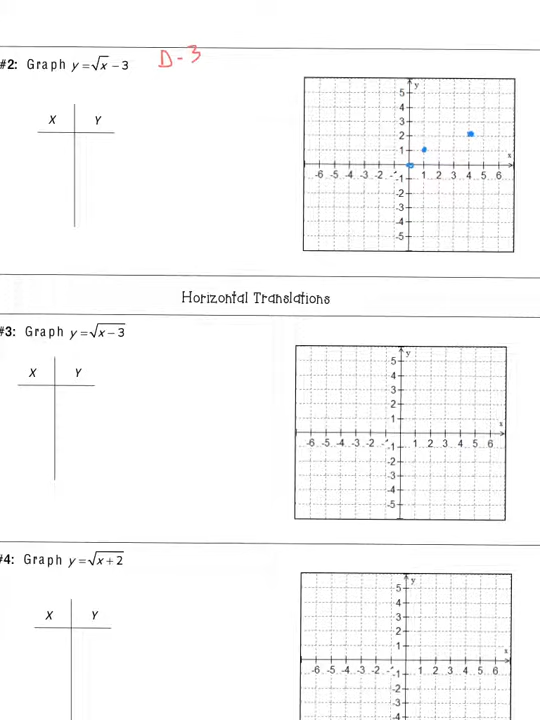 #2: Graph y = √x − 3 D - 3
X Y
y
5
4
3
2
1
x
-6 -5 -4 -3 -2 -1 1 2 3 4 5 6
-1
-2
-3
-4
-5
Horizontal Translations
#3: Graph y = √(x − 3)
X Y
y
5
4
3
2
1
x
-6 -5 -4 -3 -2 1 2 3 4 5 6
-1
-2
-3
-4
-5
#4: Graph y = √(x + 2)
X Y
y
5
4
3
2
1
x
-6 -5 -4 -3 -2 1 2 3 4 5 6
-1
-2
-3
-4